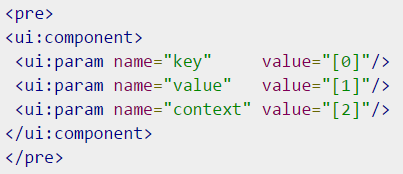 <pre>
<ui:component>
 <ui:param name="key"     value="[0]"/>
 <ui:param name="value"   value="[1]"/>
 <ui:param name="context" value="[2]"/>
</ui:component>
</pre>